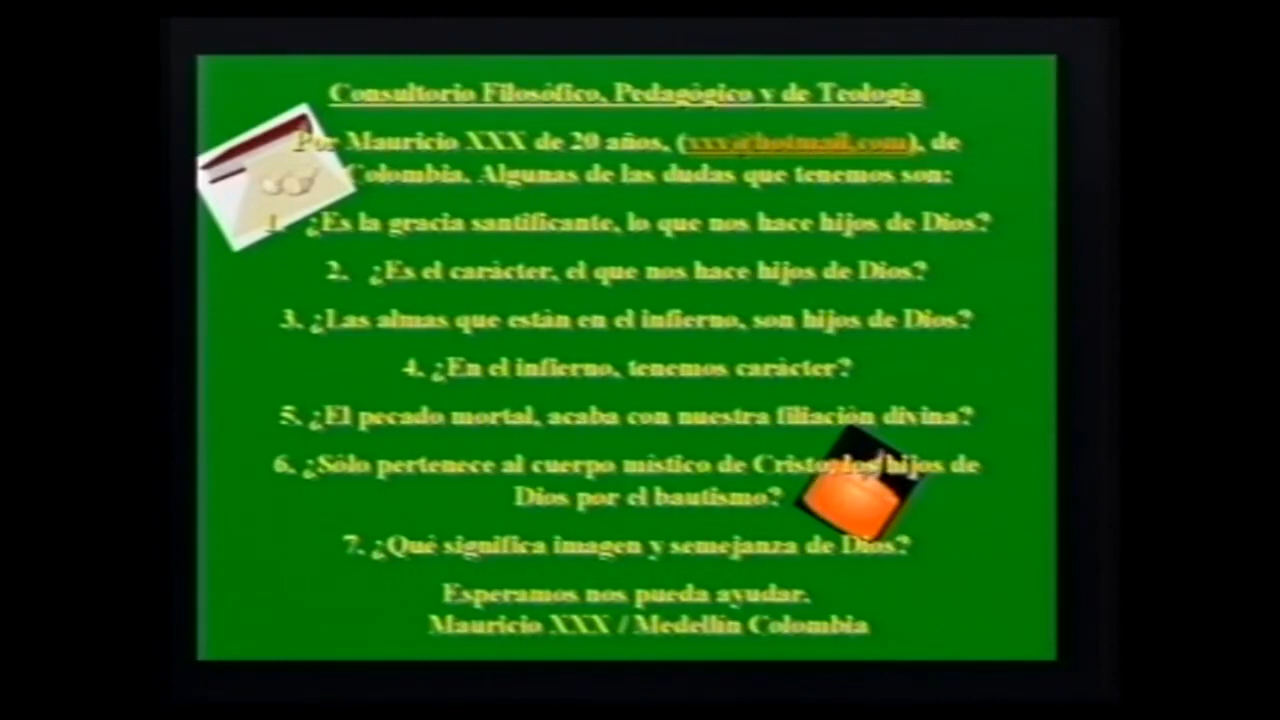 Consultorio Filosófico, Pedagógico y de Teología
Por Mauricio XXX de 20 años, (xxx@hotmail.com), de
Colombia. Algunas de las dudas que tenemos son:
1. ¿Es la gracia santificante, lo que nos hace hijos de Dios?
2. ¿Es el carácter, el que nos hace hijos de Dios?
3. ¿Las almas que están en el infierno, son hijos de Dios?
4. ¿En el infierno, tenemos carácter?
5. ¿El pecado mortal, acaba con nuestra filiación divina?
6. ¿Sólo pertenece al cuerpo místico de Cristo, los hijos de
Dios por el bautismo?
7. ¿Qué significa imagen y semejanza de Dios?
Esperamos nos pueda ayudar.
Mauricio XXX / Medellín Colombia